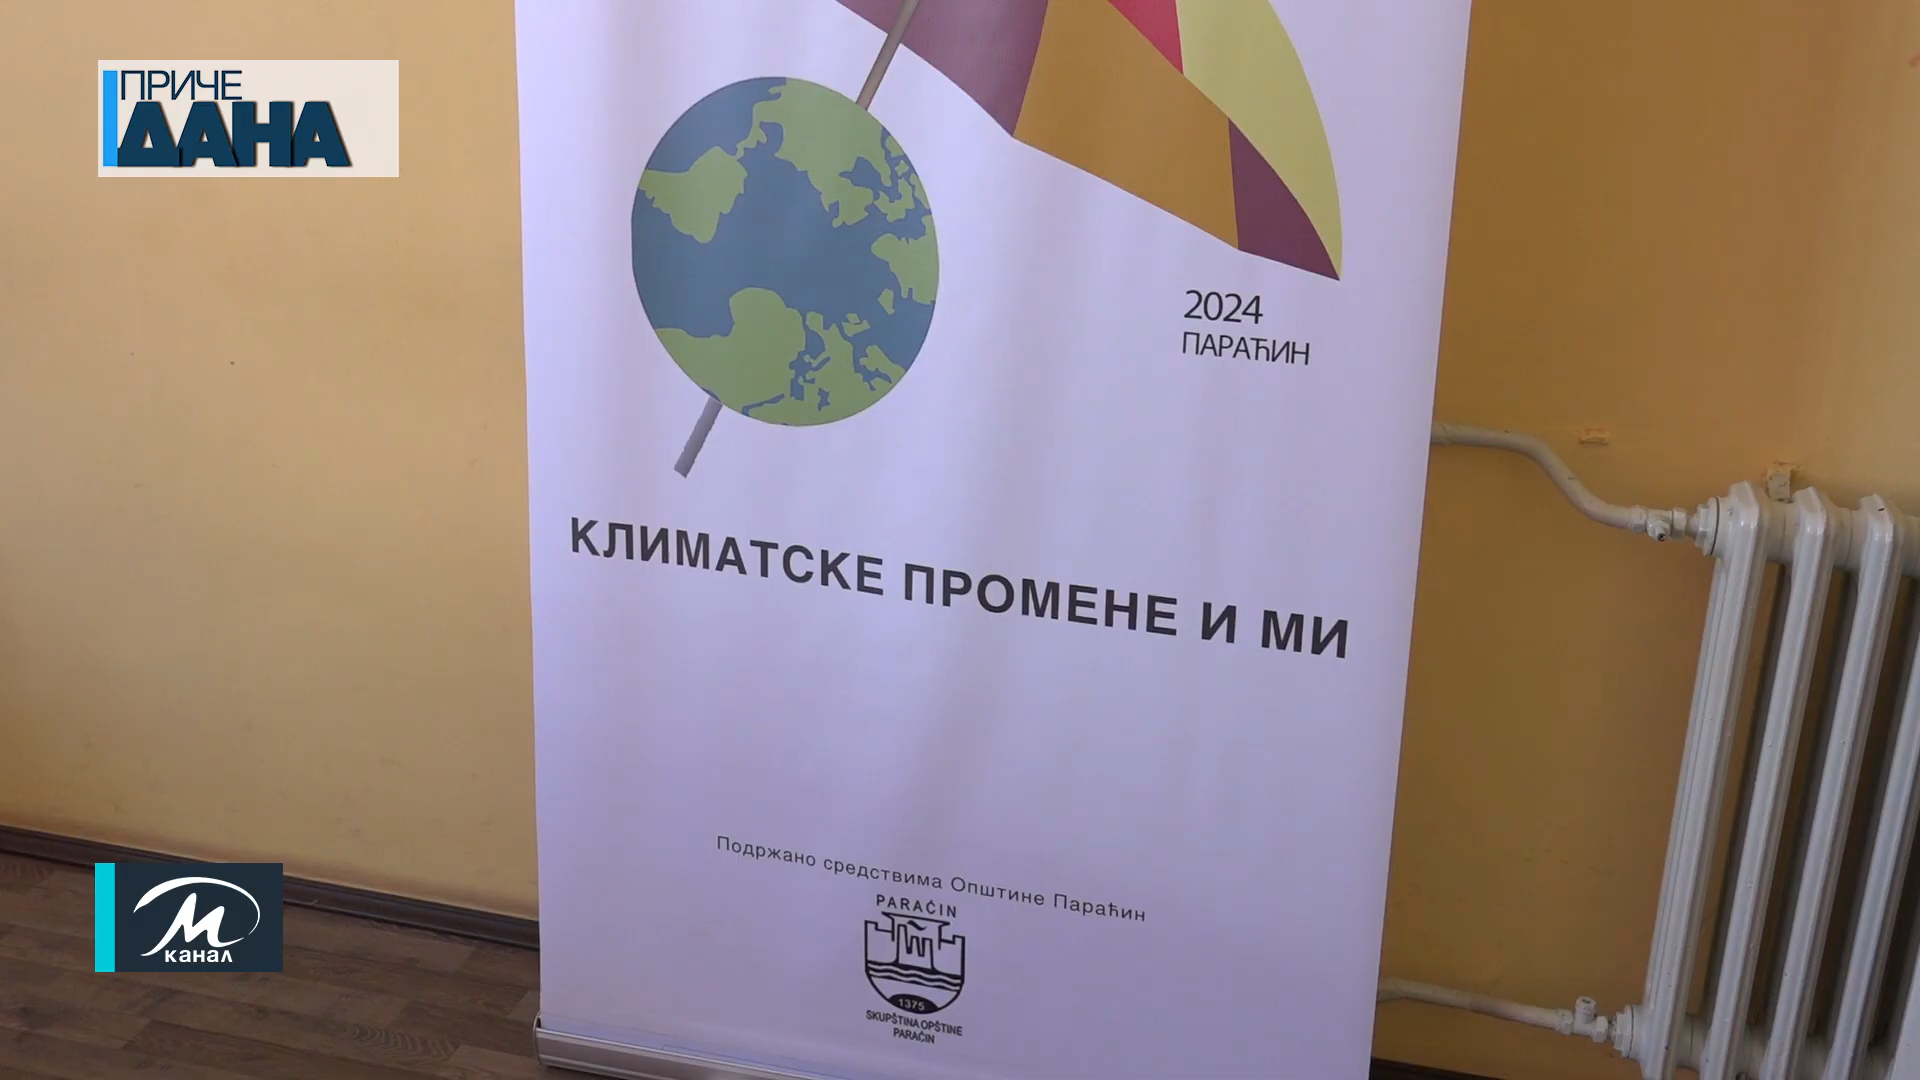 ПРИЧЕ
ДАНА
2024
ПАРАЋИН
КЛИМАТСКЕ ПРОМЕНЕ И МИ
Подржано средствима Општине Параћин
PARAĆIN
1375
SKUPŠTINA OPŠTINE
PARAĆIN
М
канал